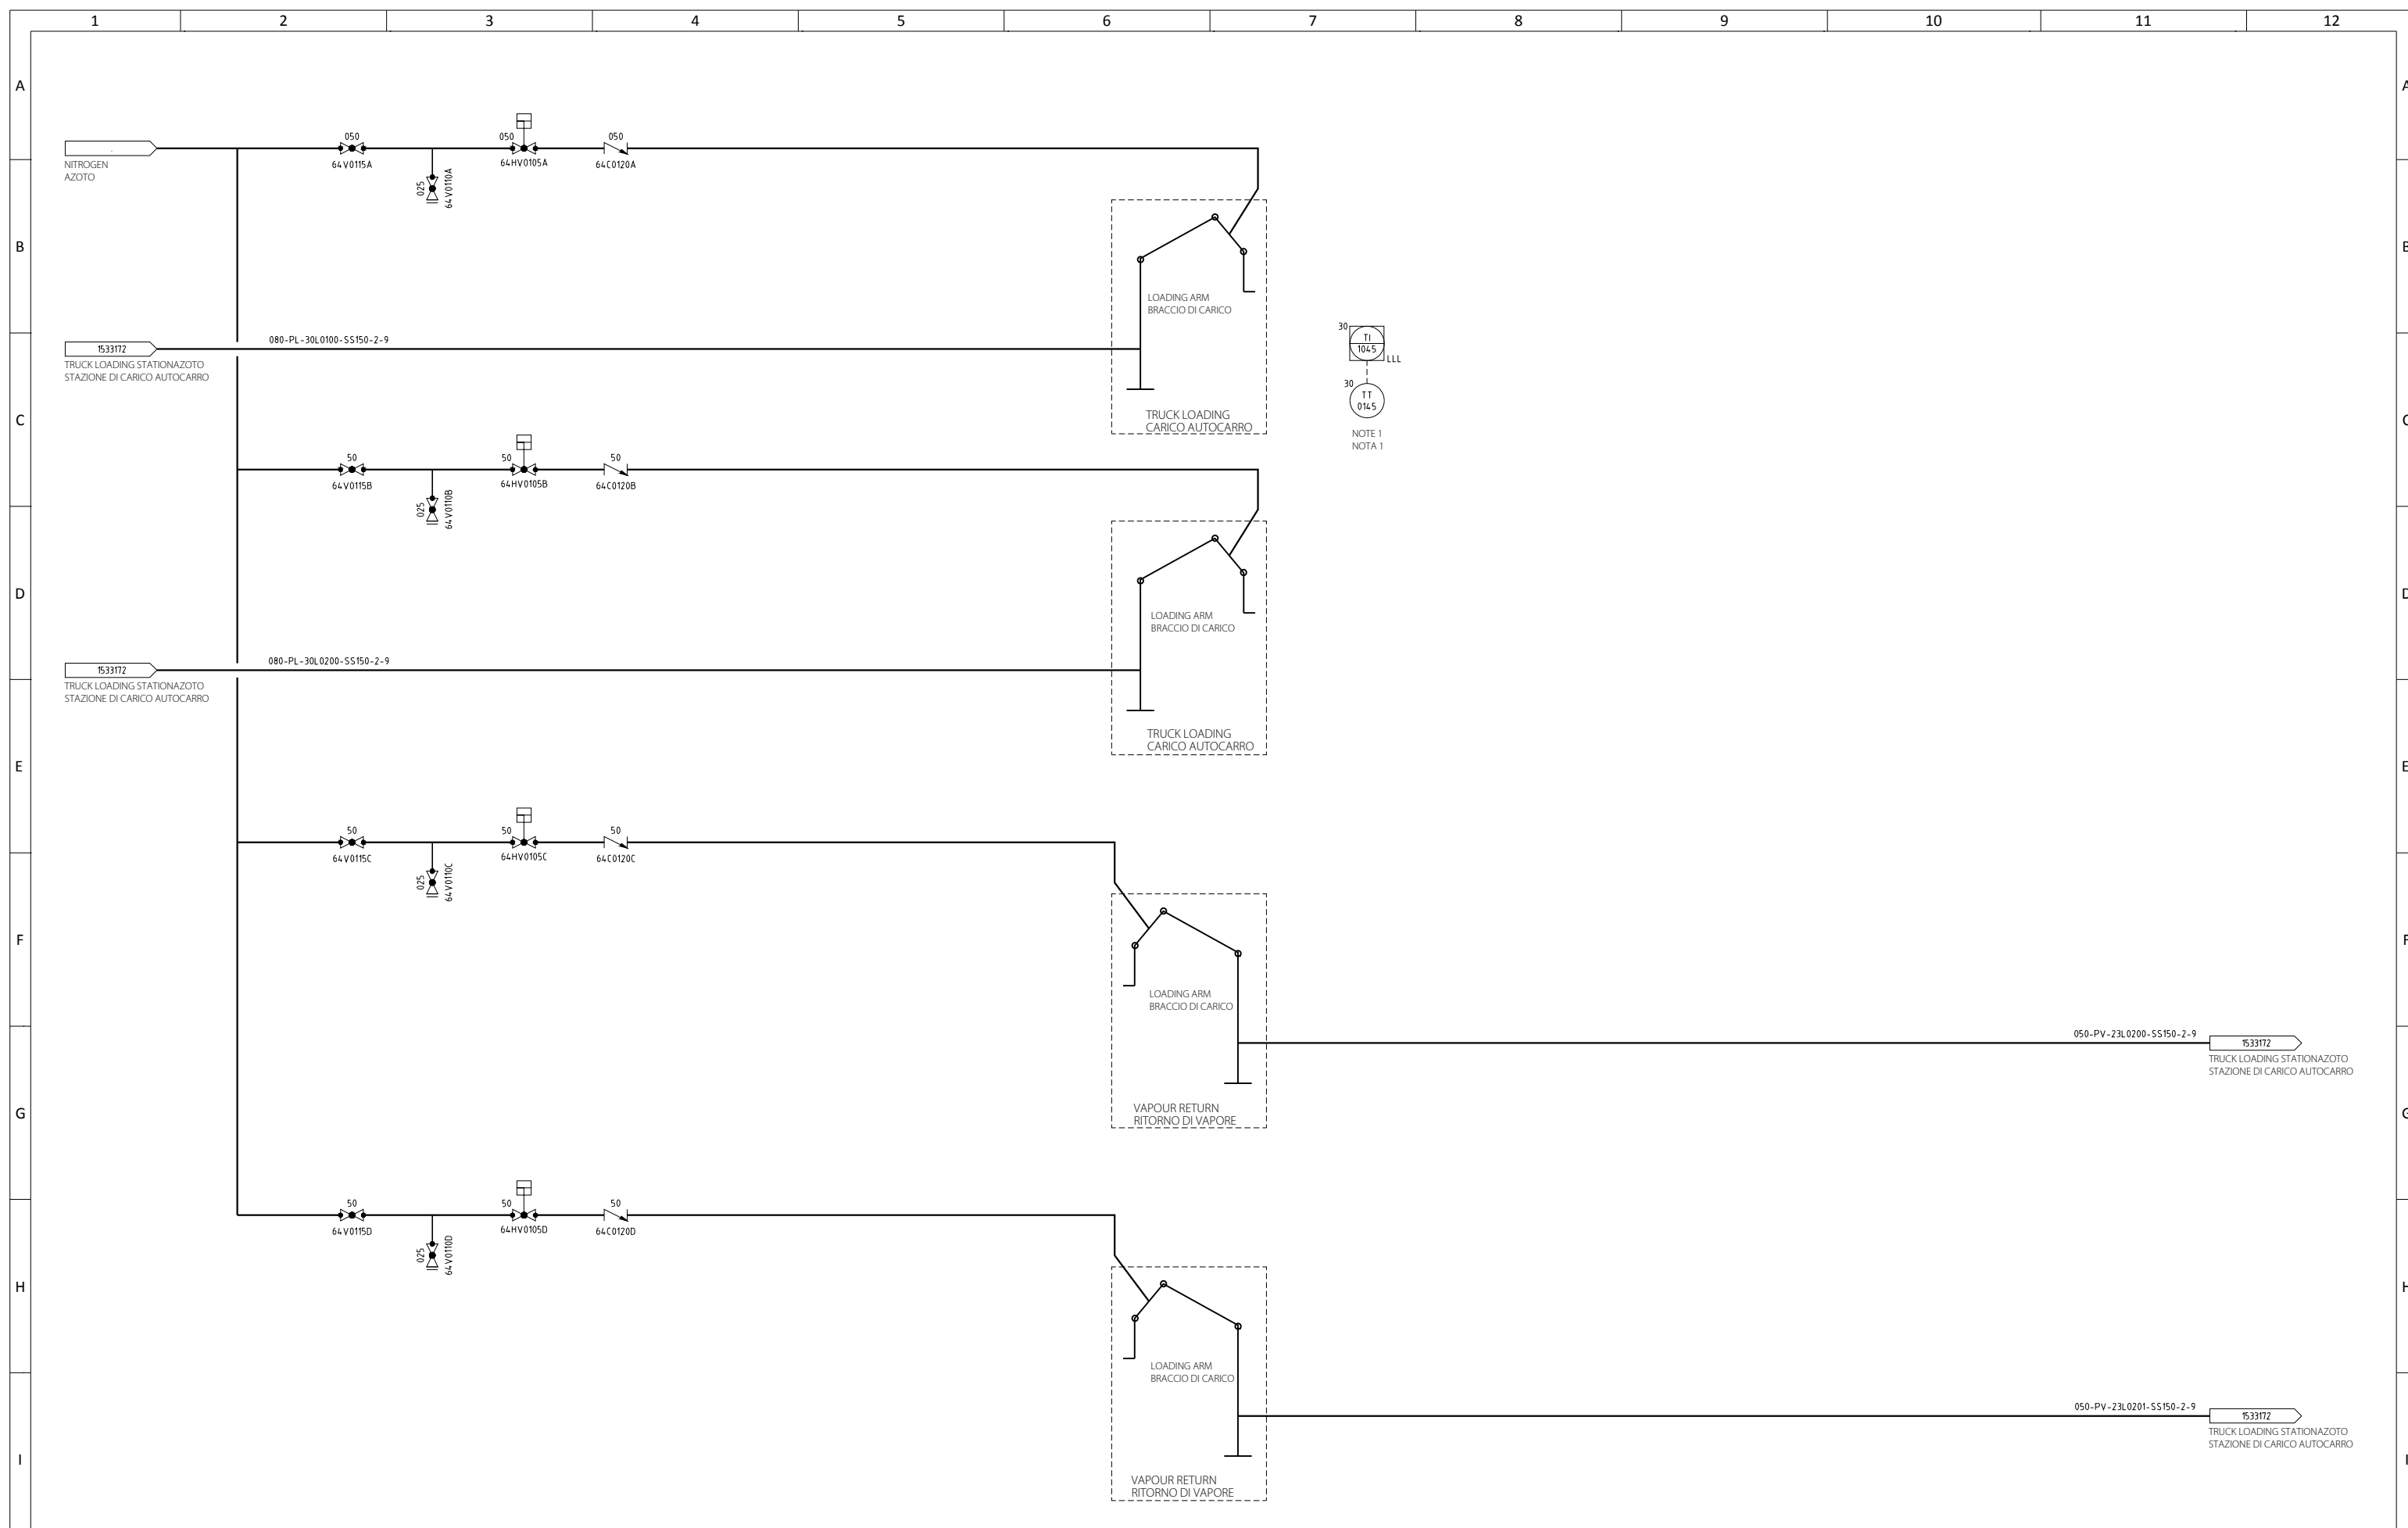 1 2 3 4 5 6 7 8 9 10 11 12
A A
050 050 050
64V0115A 64HV0105A 64C0120A
NITROGEN
AZOTO
025
64V0110A
B B
LOADING ARM
BRACCIO DI CARICO
080-PL-30L0100-SS150-2-9
1533172
TRUCK LOADING STATIONAZOTO
STAZIONE DI CARICO AUTOCARRO
30
TI
1045
LLL
30
TT
0145
NOTE 1
NOTA 1
C C
TRUCK LOADING
CARICO AUTOCARRO
50 50 50
64V0115B 64HV0105B 64C0120B
025
64V0110B
D D
LOADING ARM
BRACCIO DI CARICO
080-PL-30L0200-SS150-2-9
1533172
TRUCK LOADING STATIONAZOTO
STAZIONE DI CARICO AUTOCARRO
TRUCK LOADING
CARICO AUTOCARRO
E E
50 50 50
64V0115C 64HV0105C 64C0120C
025
64V0110C
F F
LOADING ARM
BRACCIO DI CARICO
050-PV-23L0200-SS150-2-9
1533172
TRUCK LOADING STATIONAZOTO
STAZIONE DI CARICO AUTOCARRO
G G
VAPOUR RETURN
RITORNO DI VAPORE
50 50 50
64V0115D 64HV0105D 64C0120D
025
64V0110D
H H
LOADING ARM
BRACCIO DI CARICO
050-PV-23L0201-SS150-2-9
1533172
TRUCK LOADING STATIONAZOTO
STAZIONE DI CARICO AUTOCARRO
I I
VAPOUR RETURN
RITORNO DI VAPORE